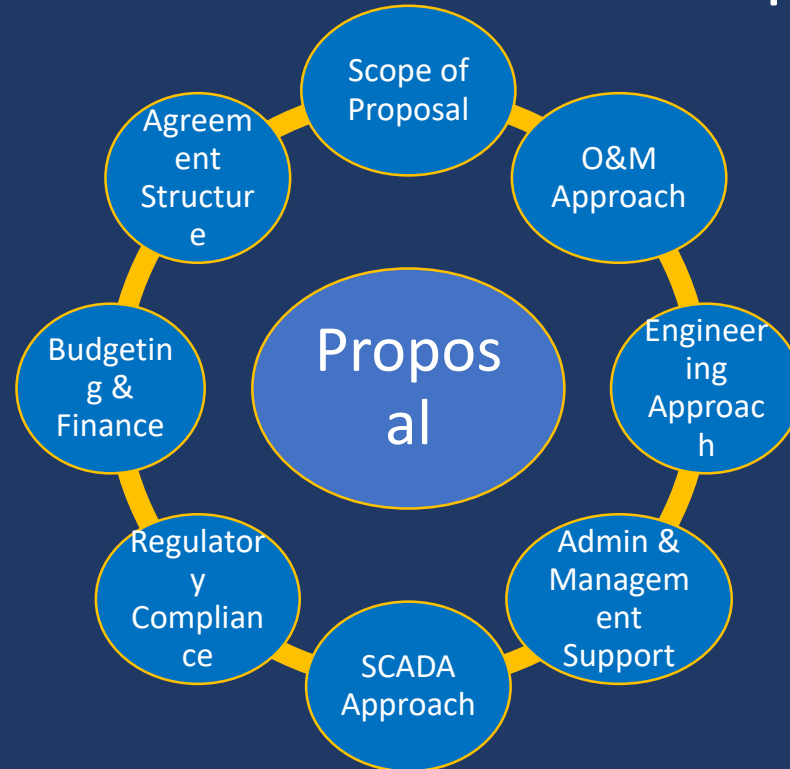 Scope of
Proposal
O&M
Approach
Engineer
ing
Approac
h
Admin &
Managem
ent
Support
SCADA
Approach
Regulator
y
Complian
ce
Budgetin
g &
Finance
Agreem
ent
Structur
e
Propos
al